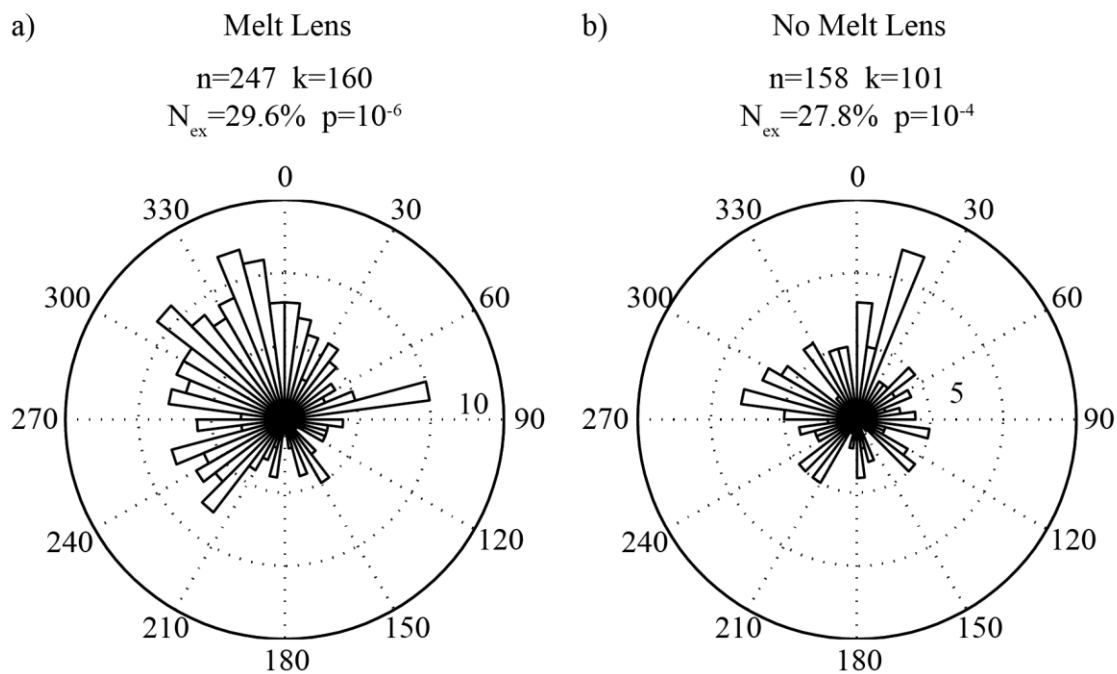 a) Melt Lens
n=247 k=160
N_ex=29.6% p=10^-6
0
330 30
300 60
270 10 90
240 120
210 150
180
b) No Melt Lens
n=158 k=101
N_ex=27.8% p=10^-4
0
330 30
300 60
270 5 90
240 120
210 150
180